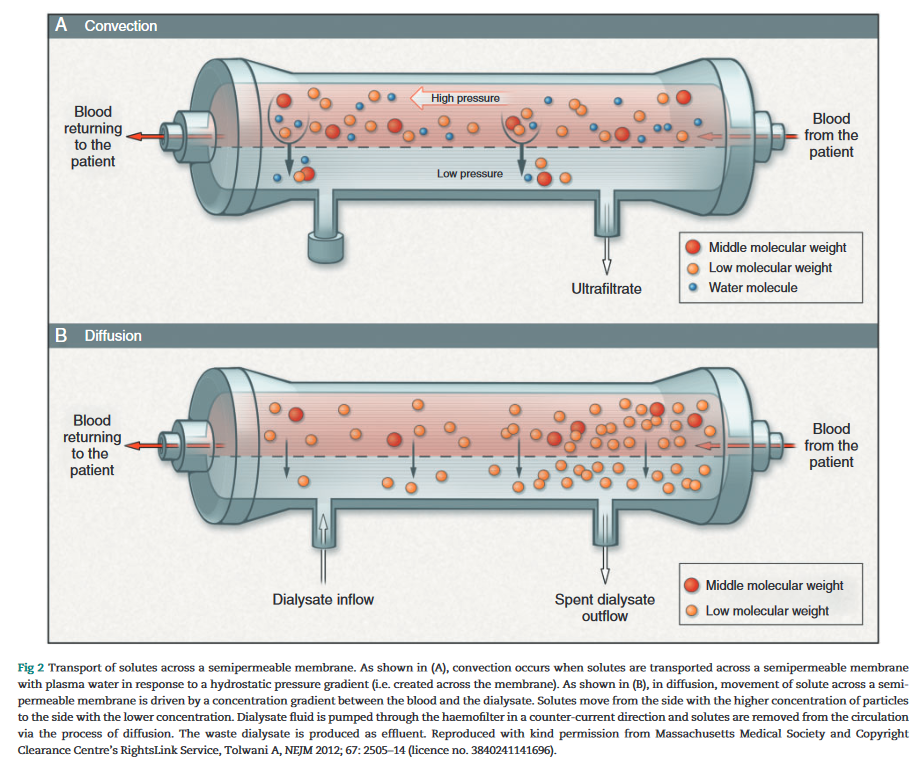 A Convection
Blood
returning
to the
patient
High pressure
Low pressure
Blood
from the
patient
Ultrafiltrate
Middle molecular weight
Low molecular weight
Water molecule
B Diffusion
Blood
returning
to the
patient
Blood
from the
patient
Dialysate inflow
Spent dialysate
outflow
Middle molecular weight
Low molecular weight
Fig 2 Transport of solutes across a semipermeable membrane. As shown in (A), convection occurs when solutes are transported across a semipermeable membrane
with plasma water in response to a hydrostatic pressure gradient (i.e. created across the membrane). As shown in (B), in diffusion, movement of solute across a semi-
permeable membrane is driven by a concentration gradient between the blood and the dialysate. Solutes move from the side with the higher concentration of particles
to the side with the lower concentration. Dialysate fluid is pumped through the haemofilter in a counter-current direction and solutes are removed from the circulation
via the process of diffusion. The waste dialysate is produced as effluent. Reproduced with kind permission from Massachusetts Medical Society and Copyright
Clearance Centre's RightsLink Service, Tolwani A, NEJM 2012; 67: 2505–14 (licence no. 3840241141696).